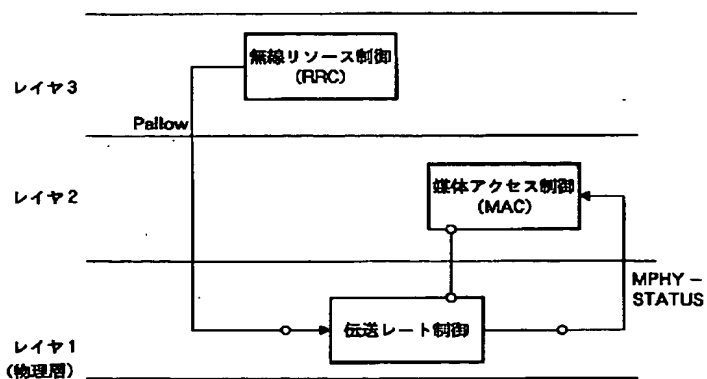 無線リソース制御
(RRC)
レイヤ3
Pallow
媒体アクセス制御
(MAC)
レイヤ2
MPHY－
STATUS
伝送レート制御
レイヤ1
(物理層)